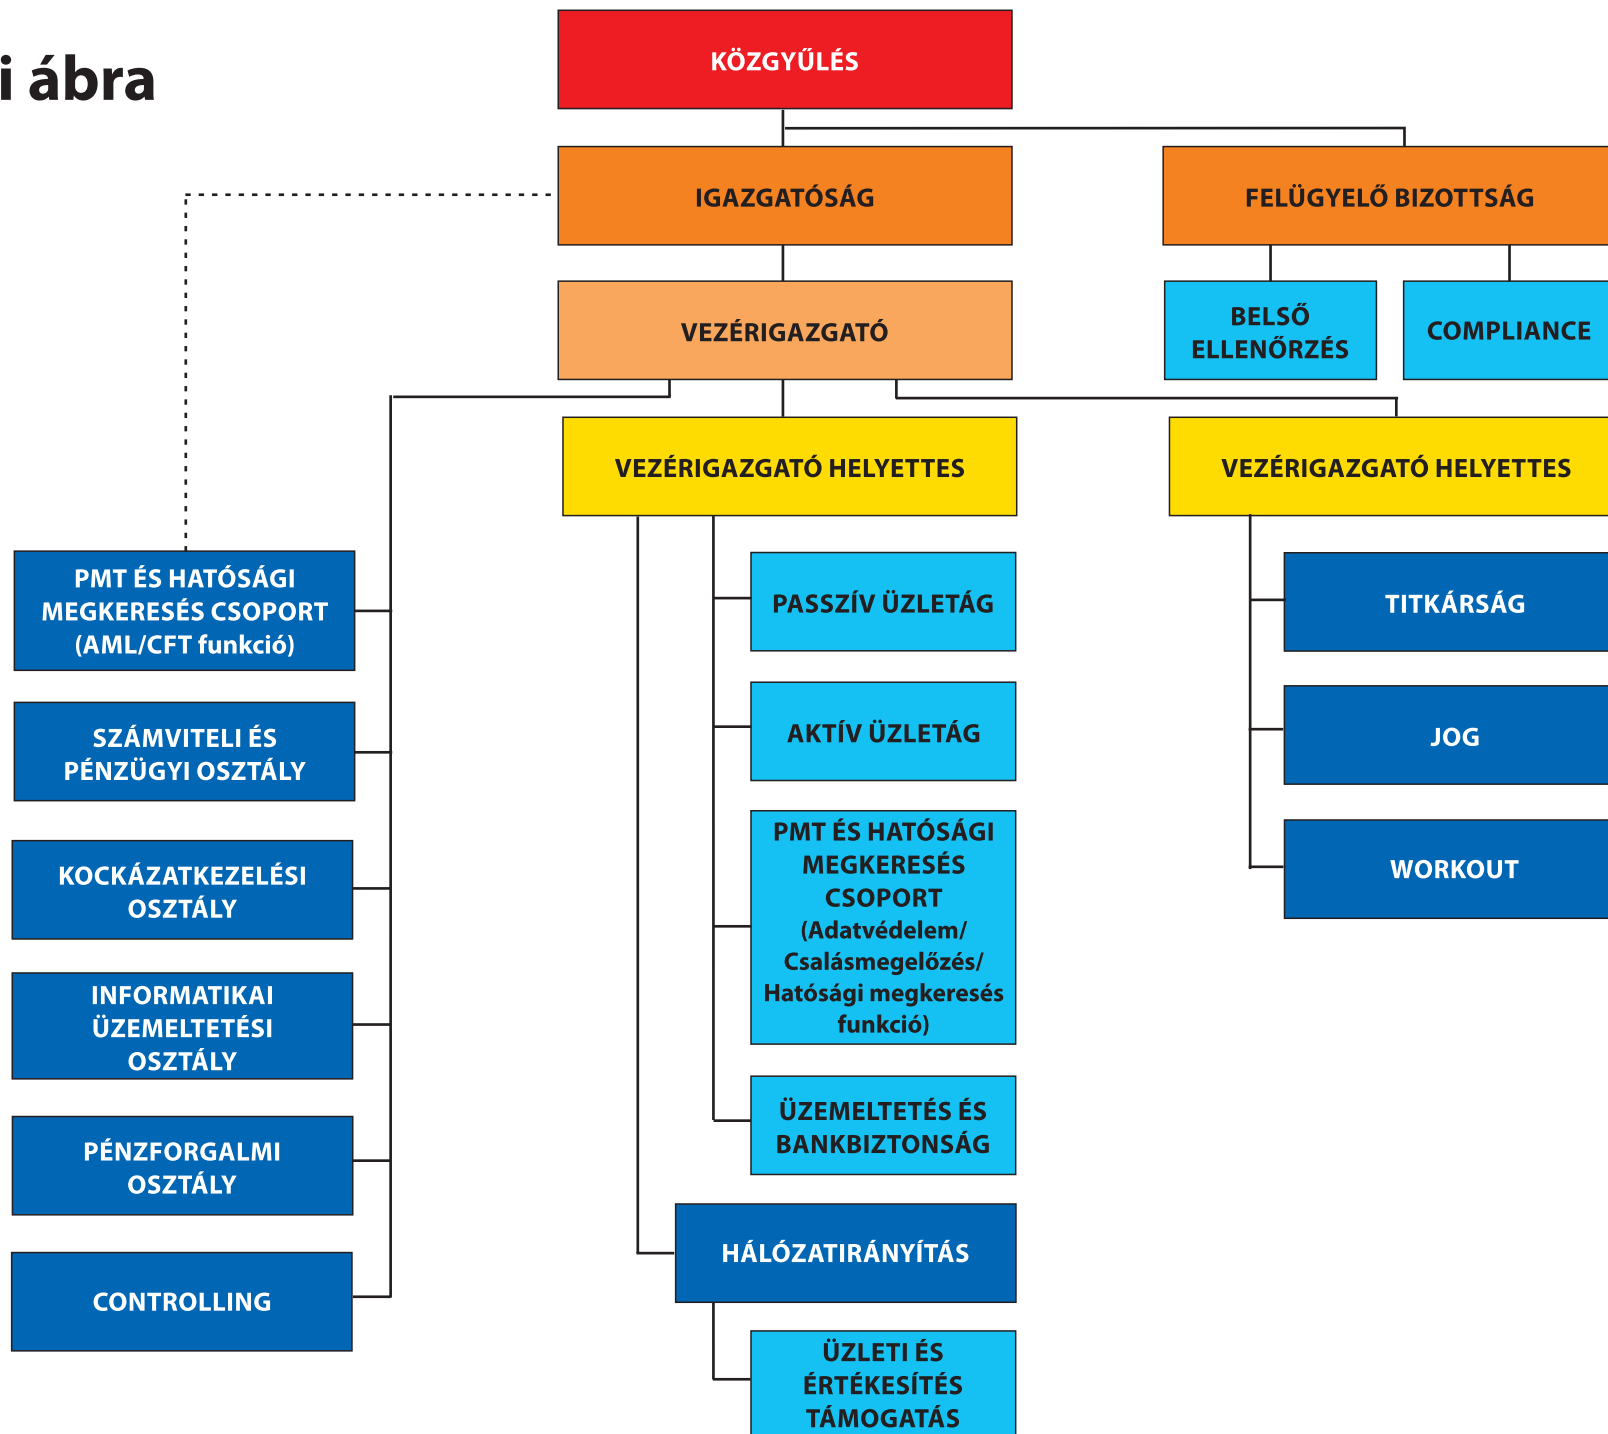 i ábra
KÖZGYŰLÉS
IGAZGATÓSÁG
FELÜGYELŐ BIZOTTSÁG
VEZÉRIGAZGATÓ
BELSŐ
ELLENŐRZÉS
COMPLIANCE
VEZÉRIGAZGATÓ HELYETTES
VEZÉRIGAZGATÓ HELYETTES
PMT ÉS HATÓSÁGI
MEGKERESÉS CSOPORT
(AML/CFT funkció)
SZÁMVITELI ÉS
PÉNZÜGYI OSZTÁLY
KOCKÁZATKEZELÉSI
OSZTÁLY
INFORMATIKAI
ÜZEMELTETÉSI
OSZTÁLY
PÉNZFORGALMI
OSZTÁLY
CONTROLLING
PASSZÍV ÜZLETÁG
AKTÍV ÜZLETÁG
PMT ÉS HATÓSÁGI
MEGKERESÉS
CSOPORT
(Adatvédelem/
Csalásmegelőzés/
Hatósági megkeresés
funkció)
ÜZEMELTETÉS ÉS
BANKBIZTONSÁG
HÁLÓZATIRÁNYÍTÁS
ÜZLETI ÉS
ÉRTÉKESÍTÉS
TÁMOGATÁS
TITKÁRSÁG
JOG
WORKOUT